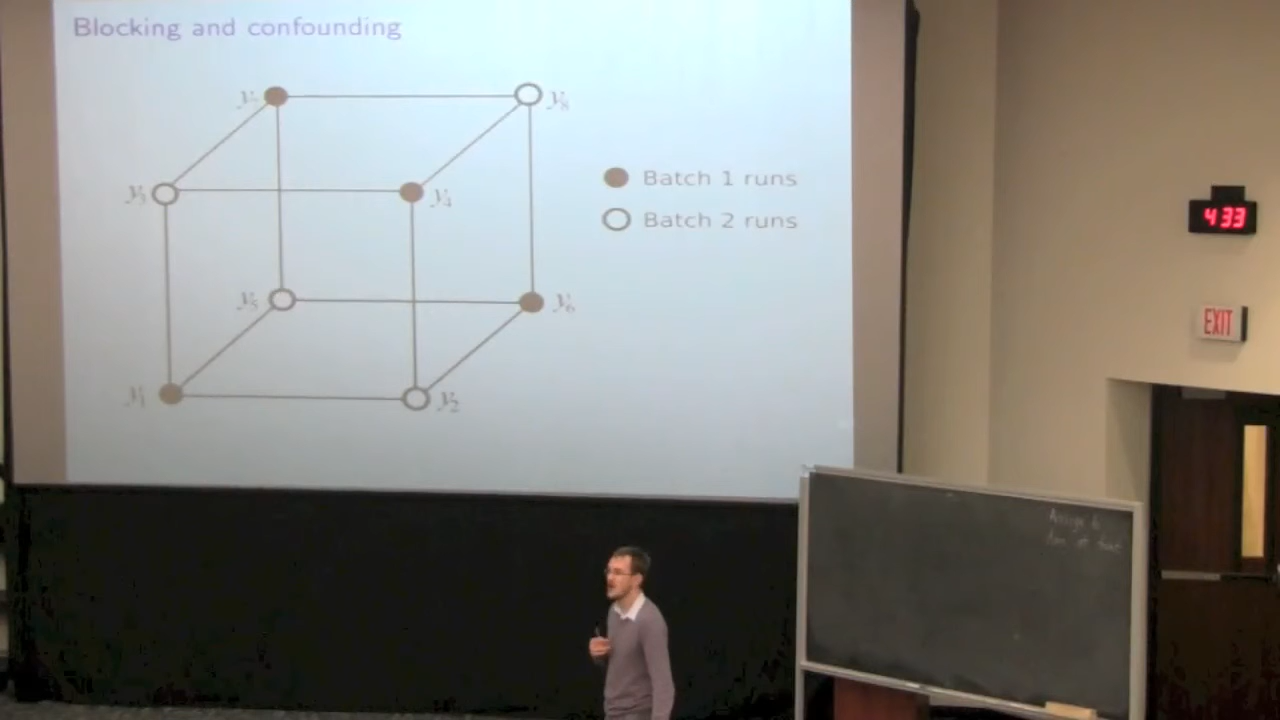 Blocking and confounding
y7
y8
y3
y4
Batch 1 runs
Batch 2 runs
y5
y6
y1
y2
4 33
EXIT